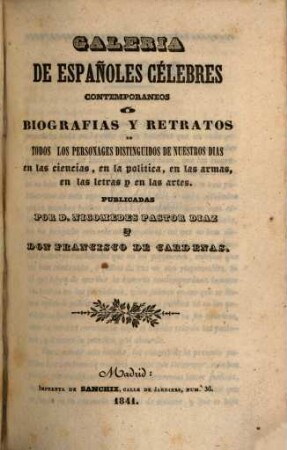 GALERIA
DE ESPAÑOLES CÉLEBRES
CONTEMPORANEOS
Ó
BIOGRAFIAS Y RETRATOS
DE
TODOS LOS PERSONAGES DISTINGUIDOS DE NUESTROS DIAS
en las ciencias, en la politica, en las armas,
en las letras y en las artes.
PUBLICADAS
POR D. NICOMEDES PASTOR DIAZ
Y
DON FRANCISCO DE CARDENAS.
Madrid:
IMPRENTA DE SANCHIZ, CALLE DE JARDINES, NUM.º 36.
1841.